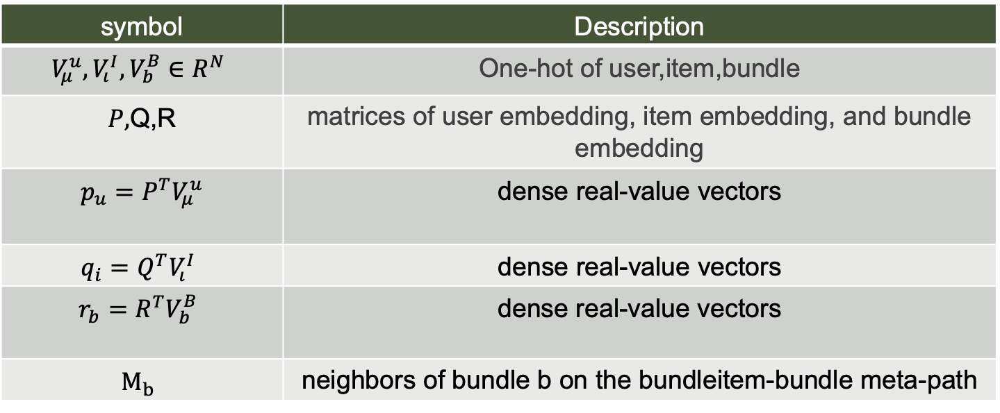 symbol Description
$V_{\mu}^{u}, V_{\iota}^{I}, V_{b}^{B} \in R^{N}$ One-hot of user,item,bundle
$P$,Q,R matrices of user embedding, item embedding, and bundle
embedding
$p_u = P^T V_{\mu}^{u}$ dense real-value vectors
$q_i = Q^T V_{\iota}^{I}$ dense real-value vectors
$r_b = R^T V_{b}^{B}$ dense real-value vectors
$\mathrm{M_b}$ neighbors of bundle b on the bundleitem-bundle meta-path